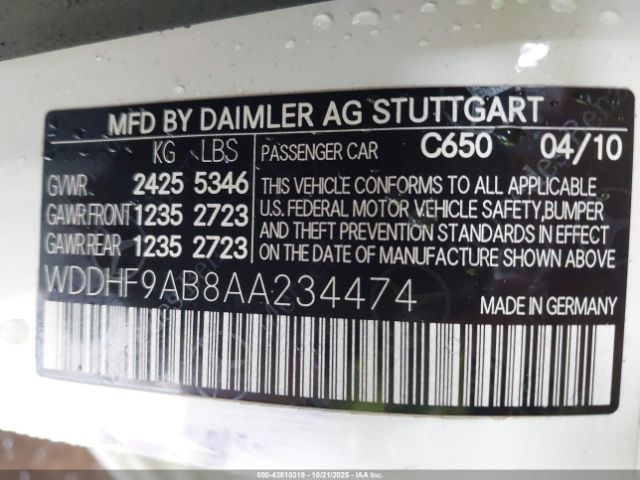 MFD BY DAIMLER AG STUTTGART
KG LBS
GVWR 2425 5346
GAWR FRONT 1235 2723
GAWR REAR 1235 2723
PASSENGER CAR C650 04/10
THIS VEHICLE CONFORMS TO ALL APPLICABLE
U.S. FEDERAL MOTOR VEHICLE SAFETY,BUMPER
AND THEFT PREVENTION STANDARDS IN EFFECT
ON THE DATE OF MANUFACTURE SHOWN ABOVE.
WDDHF9AB8AA234474
MADE IN GERMANY
000-43510319 - 10/21/2025 - IAAI.COM